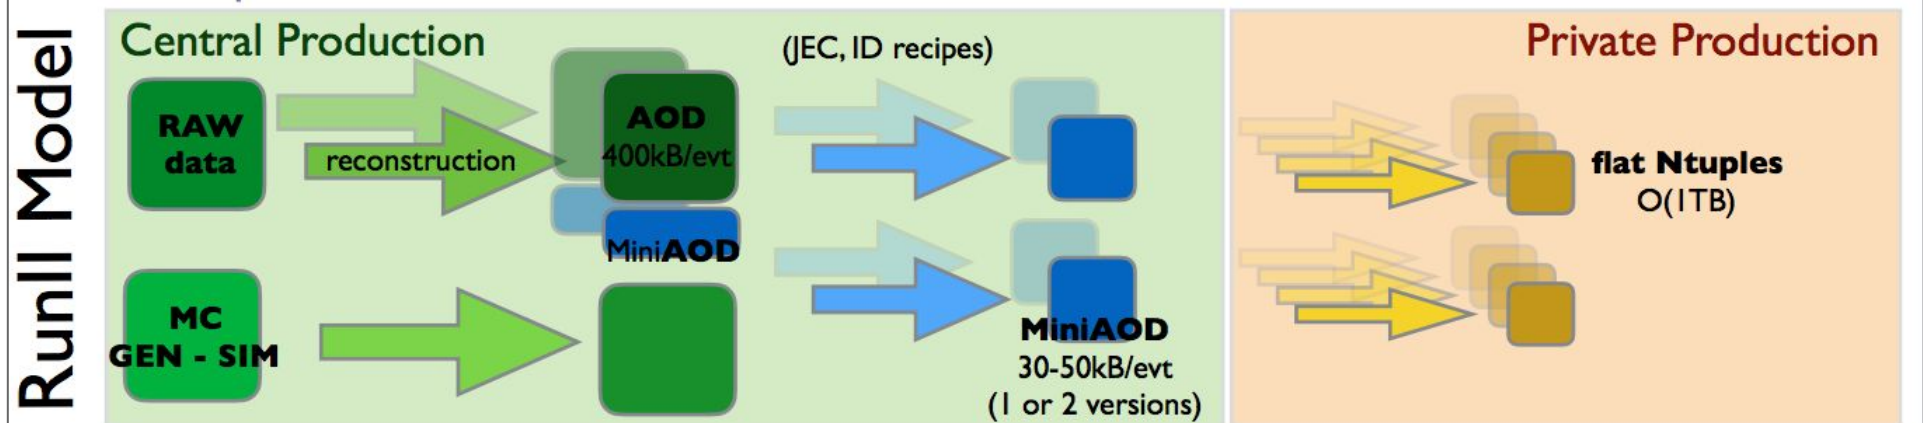 RunII Model
Central Production
(JEC, ID recipes)
Private Production
RAW
data
reconstruction
AOD
400kB/evt
MiniAOD
MC
GEN - SIM
MiniAOD
30-50kB/evt
(1 or 2 versions)
flat Ntuples
O(1TB)